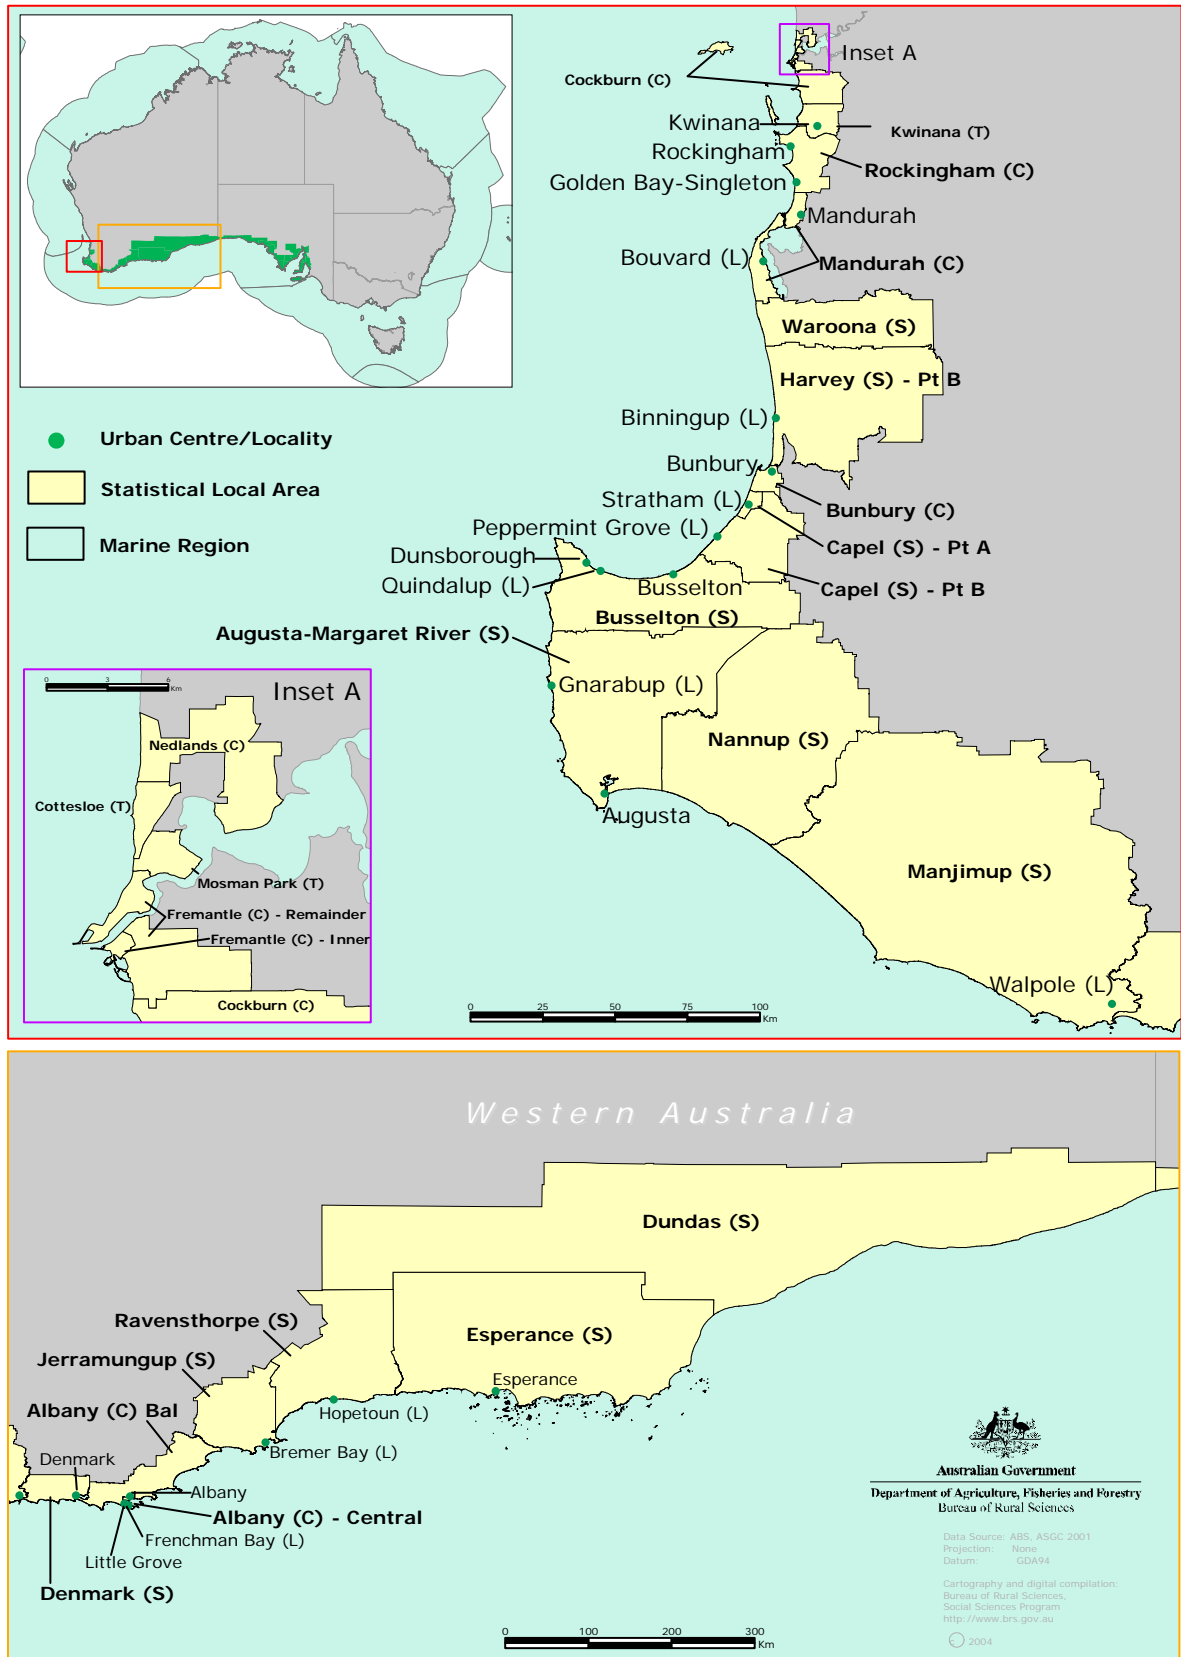 Inset A
Cockburn (C)
Kwinana
Kwinana (T)
Rockingham
Rockingham (C)
Golden Bay-Singleton
Mandurah
Bouvard (L)
Mandurah (C)
Waroona (S)
Harvey (S) - Pt B
Binningup (L)
Urban Centre/Locality
Bunbury
Statistical Local Area
Stratham (L)
Bunbury (C)
Peppermint Grove (L)
Marine Region
Capel (S) - Pt A
Dunsborough
Quindalup (L)
Busselton
Capel (S) - Pt B
Busselton (S)
Augusta-Margaret River (S)
Gnarabup (L)
Nannup (S)
Augusta
Manjimup (S)
Walpole (L)
0 25 50 75 100
Km
0 3 6
Km
Inset A
Nedlands (C)
Cottesloe (T)
Mosman Park (T)
Fremantle (C) - Remainder
Fremantle (C) - Inner
Cockburn (C)
Western Australia
Dundas (S)
Ravensthorpe (S)
Esperance (S)
Jerramungup (S)
Esperance
Albany (C) Bal
Hopetoun (L)
Bremer Bay (L)
Denmark
Albany
Albany (C) - Central
Frenchman Bay (L)
Little Grove
Denmark (S)
0 100 200 300
Km
Australian Government
Department of Agriculture, Fisheries and Forestry
Bureau of Rural Sciences
Data Source: ABS, ASGC 2001
Projection: None
Datum: GDA94
Cartography and digital compilation:
Bureau of Rural Sciences,
Social Sciences Program
http://www.brs.gov.au
2004